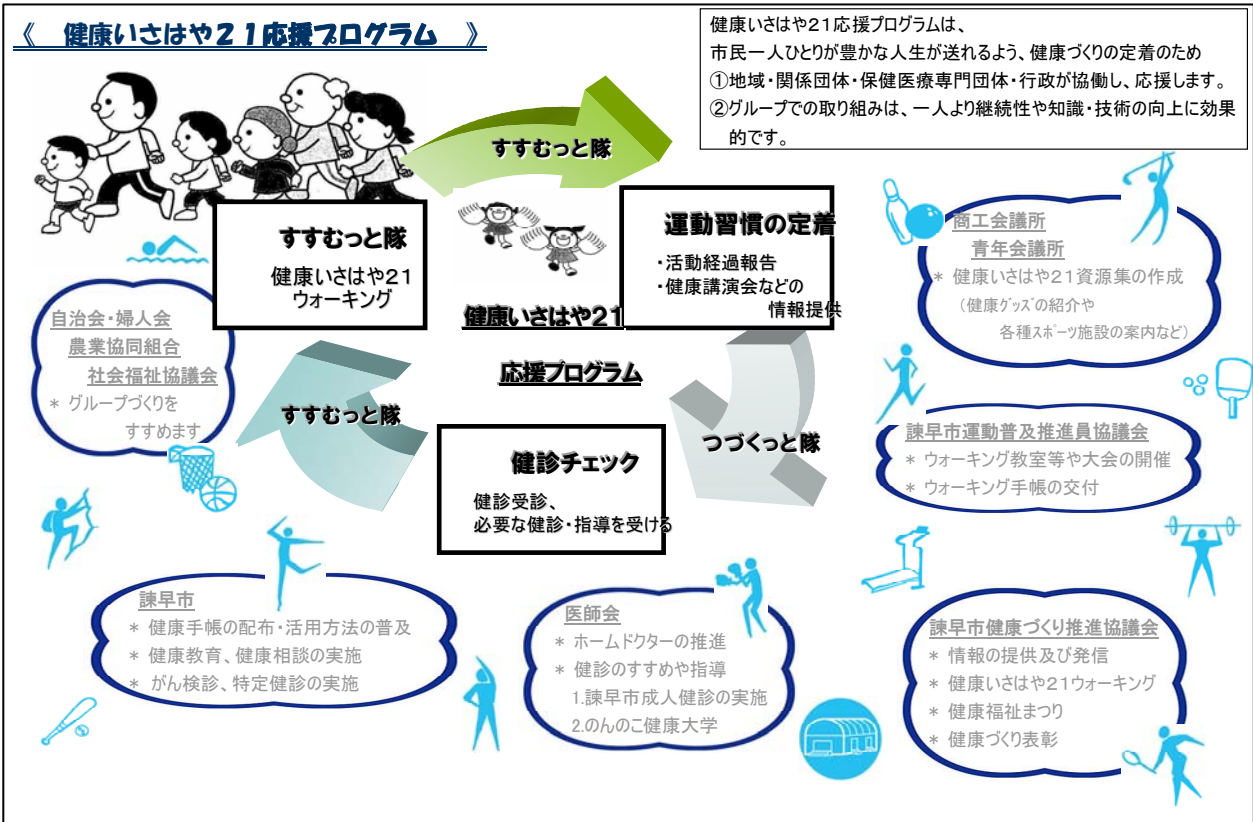 《 健康いさはや２１応援プログラム 》
健康いさはや２１応援プログラムは、
市民一人ひとりが豊かな人生が送れるよう、健康づくりの定着のため
①地域・関係団体・保健医療専門団体・行政が協働し、応援します。
②グループでの取り組みは、一人より継続性や知識・技術の向上に効果
的です。
すすむっと隊
すすむっと隊
健康いさはや２１
ウォーキング
運動習慣の定着
・活動経過報告
・健康講演会などの
情報提供
健康いさはや２１
応援プログラム
すすむっと隊
つづくっと隊
健診チェック
健診受診、
必要な健診・指導を受ける
自治会・婦人会
農業協同組合
社会福祉協議会
* グループづくりを
すすめます
商工会議所
青年会議所
* 健康いさはや２１資源集の作成
（健康グッズの紹介や
各種スポーツ施設の案内など）
諫早市運動普及推進員協議会
* ウォーキング教室等や大会の開催
* ウォーキング手帳の交付
諫早市
* 健康手帳の配布・活用方法の普及
* 健康教育、健康相談の実施
* がん検診、特定健診の実施
医師会
* ホームドクターの推進
* 健診のすすめや指導
1.諫早市成人健診の実施
2.のんのこ健康大学
諫早市健康づくり推進協議会
* 情報の提供及び発信
* 健康いさはや２１ウォーキング
* 健康福祉まつり
* 健康づくり表彰